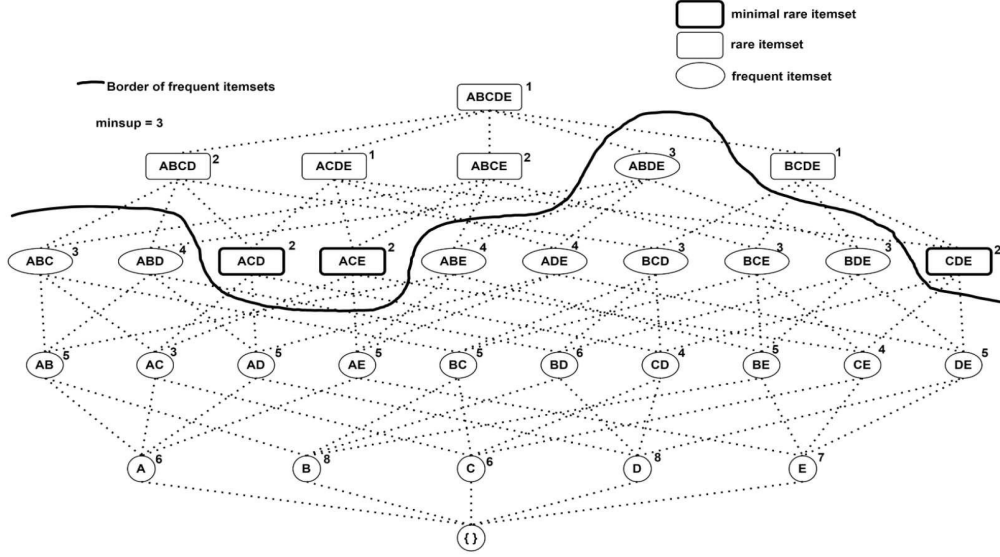 minimal rare itemset
rare itemset
frequent itemset
Border of frequent itemsets
minsup = 3
ABCDE 1
ABCD 2 ACDE 1 ABCE 2 ABDE 3 BCDE 1
ABC 3 ABD 4 ACD 2 ACE 2 ABE 4 ADE 4 BCD 3 BCE 3 BDE 3 CDE 2
AB 5 AC 3 AD 5 AE 5 BC 5 BD 6 CD 4 BE 5 CE 4 DE 5
A 6 B 8 C 6 D 8 E 7
{ }